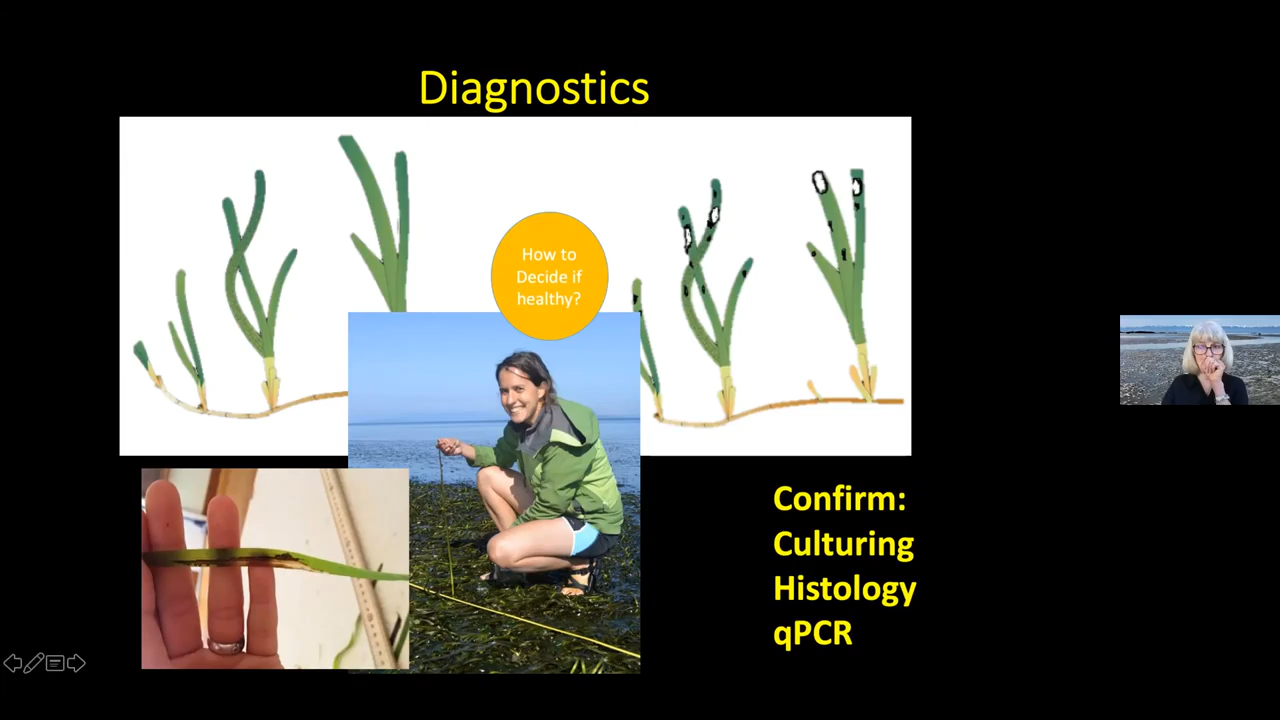 Diagnostics
How to
Decide if
healthy?
Confirm:
Culturing
Histology
qPCR